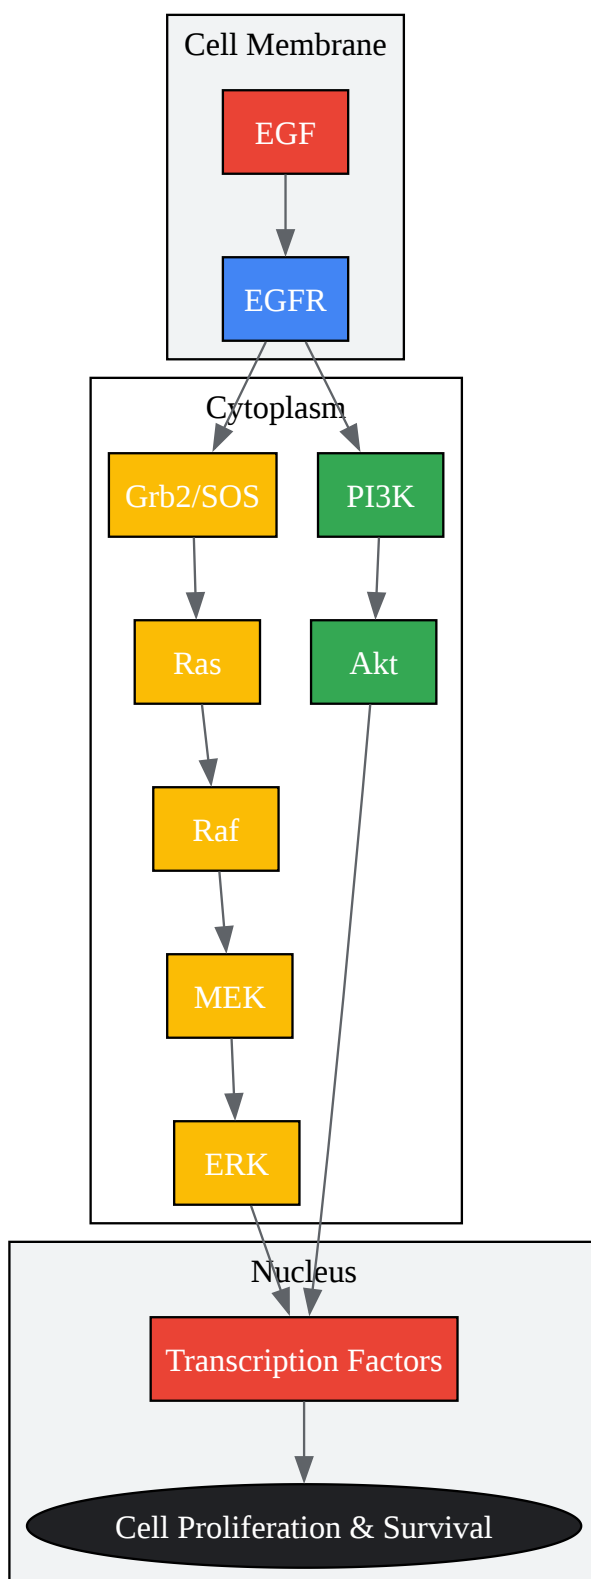 Cell Membrane
EGF
EGFR
Cytoplasm
Grb2/SOS
PI3K
Ras
Akt
Raf
MEK
ERK
Nucleus
Transcription Factors
Cell Proliferation & Survival